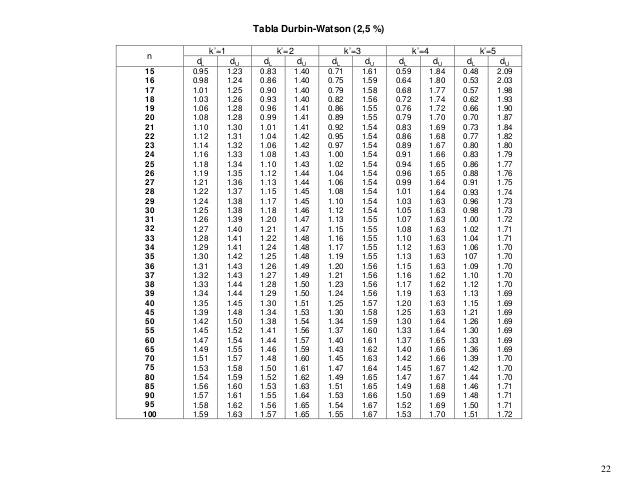 Tabla Durbin-Watson (2,5 %)
n k'=1 k'=2 k'=3 k'=4 k'=5
dL dU dL dU dL dU dL dU dL dU
15 0.95 1.23 0.83 1.40 0.71 1.61 0.59 1.84 0.48 2.09
16 0.98 1.24 0.86 1.40 0.75 1.59 0.64 1.80 0.53 2.03
17 1.01 1.25 0.90 1.40 0.79 1.58 0.68 1.77 0.57 1.98
18 1.03 1.26 0.93 1.40 0.82 1.56 0.72 1.74 0.62 1.93
19 1.06 1.28 0.96 1.41 0.86 1.55 0.76 1.72 0.66 1.90
20 1.08 1.28 0.99 1.41 0.89 1.55 0.79 1.70 0.70 1.87
21 1.10 1.30 1.01 1.41 0.92 1.54 0.83 1.69 0.73 1.84
22 1.12 1.31 1.04 1.42 0.95 1.54 0.86 1.68 0.77 1.82
23 1.14 1.32 1.06 1.42 0.97 1.54 0.89 1.67 0.80 1.80
24 1.16 1.33 1.08 1.43 1.00 1.54 0.91 1.66 0.83 1.79
25 1.18 1.34 1.10 1.43 1.02 1.54 0.94 1.65 0.86 1.77
26 1.19 1.35 1.12 1.44 1.04 1.54 0.96 1.65 0.88 1.76
27 1.21 1.36 1.13 1.44 1.06 1.54 0.99 1.64 0.91 1.75
28 1.22 1.37 1.15 1.45 1.08 1.54 1.01 1.64 0.93 1.74
29 1.24 1.38 1.17 1.45 1.10 1.54 1.03 1.63 0.96 1.73
30 1.25 1.38 1.18 1.46 1.12 1.54 1.05 1.63 0.98 1.73
31 1.26 1.39 1.20 1.47 1.13 1.55 1.07 1.63 1.00 1.72
32 1.27 1.40 1.21 1.47 1.15 1.55 1.08 1.63 1.02 1.71
33 1.28 1.41 1.22 1.48 1.16 1.55 1.10 1.63 1.04 1.71
34 1.29 1.41 1.24 1.48 1.17 1.55 1.12 1.63 1.06 1.70
35 1.30 1.42 1.25 1.48 1.19 1.55 1.13 1.63 107 1.70
36 1.31 1.43 1.26 1.49 1.20 1.56 1.15 1.63 1.09 1.70
37 1.32 1.43 1.27 1.49 1.21 1.56 1.16 1.62 1.10 1.70
38 1.33 1.44 1.28 1.50 1.23 1.56 1.17 1.62 1.12 1.70
39 1.34 1.44 1.29 1.50 1.24 1.56 1.19 1.63 1.13 1.69
40 1.35 1.45 1.30 1.51 1.25 1.57 1.20 1.63 1.15 1.69
45 1.39 1.48 1.34 1.53 1.30 1.58 1.25 1.63 1.21 1.69
50 1.42 1.50 1.38 1.54 1.34 1.59 1.30 1.64 1.26 1.69
55 1.45 1.52 1.41 1.56 1.37 1.60 1.33 1.64 1.30 1.69
60 1.47 1.54 1.44 1.57 1.40 1.61 1.37 1.65 1.33 1.69
65 1.49 1.55 1.46 1.59 1.43 1.62 1.40 1.66 1.36 1.69
70 1.51 1.57 1.48 1.60 1.45 1.63 1.42 1.66 1.39 1.70
75 1.53 1.58 1.50 1.61 1.47 1.64 1.45 1.67 1.42 1.70
80 1.54 1.59 1.52 1.62 1.49 1.65 1.47 1.67 1.44 1.70
85 1.56 1.60 1.53 1.63 1.51 1.65 1.49 1.68 1.46 1.71
90 1.57 1.61 1.55 1.64 1.53 1.66 1.50 1.69 1.48 1.71
95 1.58 1.62 1.56 1.65 1.54 1.67 1.52 1.69 1.50 1.71
100 1.59 1.63 1.57 1.65 1.55 1.67 1.53 1.70 1.51 1.72
22